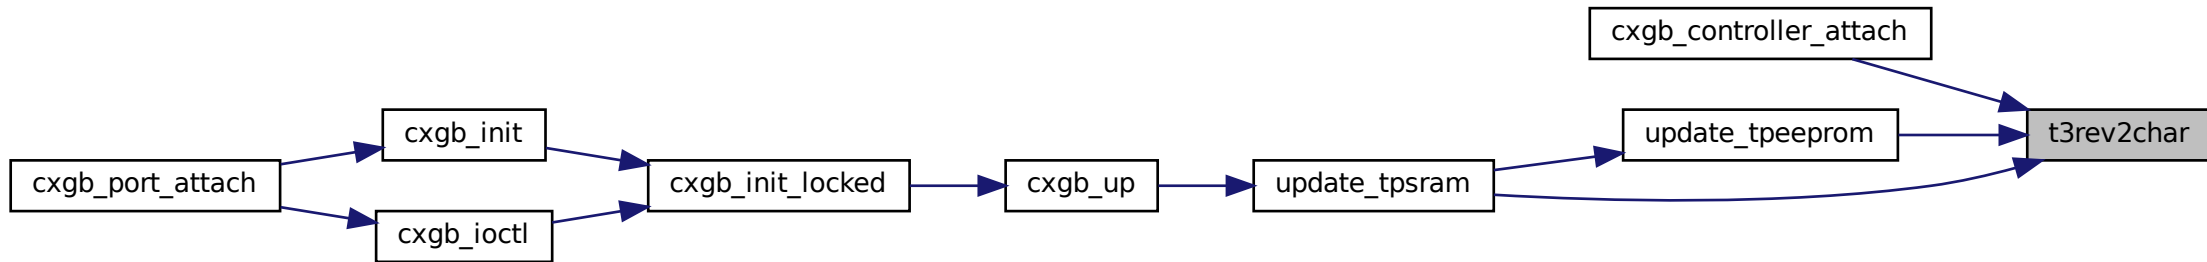 cxgb_controller_attach
cxgb_init
update_tpeeprom
t3rev2char
cxgb_port_attach
cxgb_init_locked
cxgb_up
update_tpsram
cxgb_ioctl